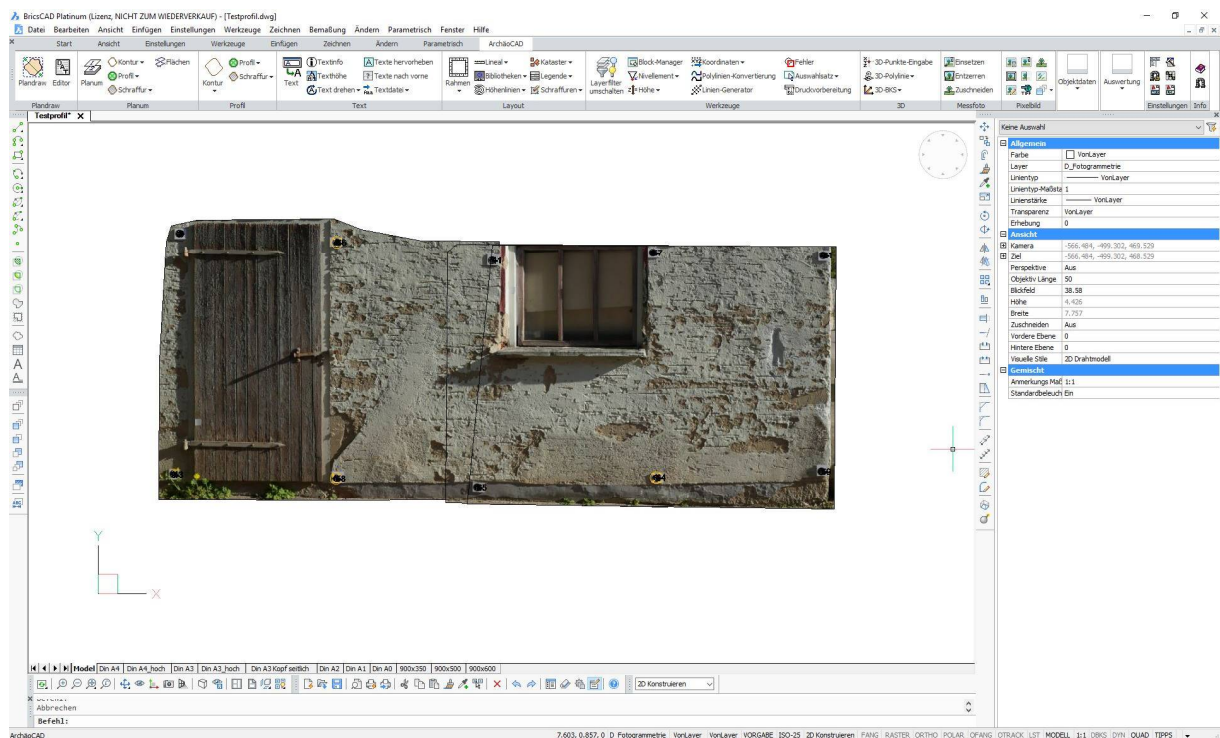 BricsCAD Platinum (Lizenz, NICHT ZUM WIEDERVERKAUF) - [Testprofil.dwg]
Datei Bearbeiten Ansicht Einfügen Einstellungen Werkzeuge Zeichnen Bemaßung Ändern Parametrisch Fenster Hilfe
Start Ansicht Einstellungen Werkzeuge Einfügen Zeichnen Ändern Parametrisch ArchäoCAD
Kontur Flächen Profil Textinfo Texte hervorheben Lineal Kataster Block-Manager Koordinaten Fehler 3D-Punkte-Eingabe Einsetzen
Profil Schraffur Texthöhe Texte nach vorne Bibliotheken Legende Nivellement Polylinien-Konvertierung Auswahlsatz 3D-Polylinie Entzerren
Plandraw Editor Planum Schraffur Kontur Text Text drehen Textdatei Rahmen Höhenlinien Schraffuren Layerfilter umschalten Höhe Linien-Generator Druckvorbereitung 3D-BKS Zuschneiden Objektdaten Auswertung
Plandraw Planum Profil Text Layout Werkzeuge 3D Messfoto Pixelbild Einstellungen Info
Testprofil*
Keine Auswahl
Allgemein
Farbe VonLayer
Layer D_Fotogrammetrie
Linientyp VonLayer
Linientyp-Maßsta 1
Linienstärke VonLayer
Transparenz VonLayer
Erhebung 0
Ansicht
Kamera -566.484, -499.302, 469.529
Ziel -566.484, -499.302, 468.529
Perspektive Aus
Objektiv Länge 50
Blickfeld 38.58
Höhe 4.426
Breite 7.757
Zuschneiden Aus
Vordere Ebene 0
Hintere Ebene 0
Visuelle Stile 2D Drahtmodell
Gemischt
Anmerkungs Maß 1:1
Standardbeleuch Ein
Y
X
Model Din A4 Din A4_hoch Din A3 Din A3_hoch Din A3 Kopf seitlich Din A2 Din A1 Din A0 900x350 900x500 900x600
2D Konstruieren
Abbrechen
Befehl:
ArchäoCAD 7.603, 0.857, 0 D_Fotogrammetrie VonLayer VonLayer VORGABE ISO-25 2D Konstruieren FANG RASTER ORTHO POLAR OFANG OTRACK LST MODELL 1:1 DBKS DYN QUAD TIPPS